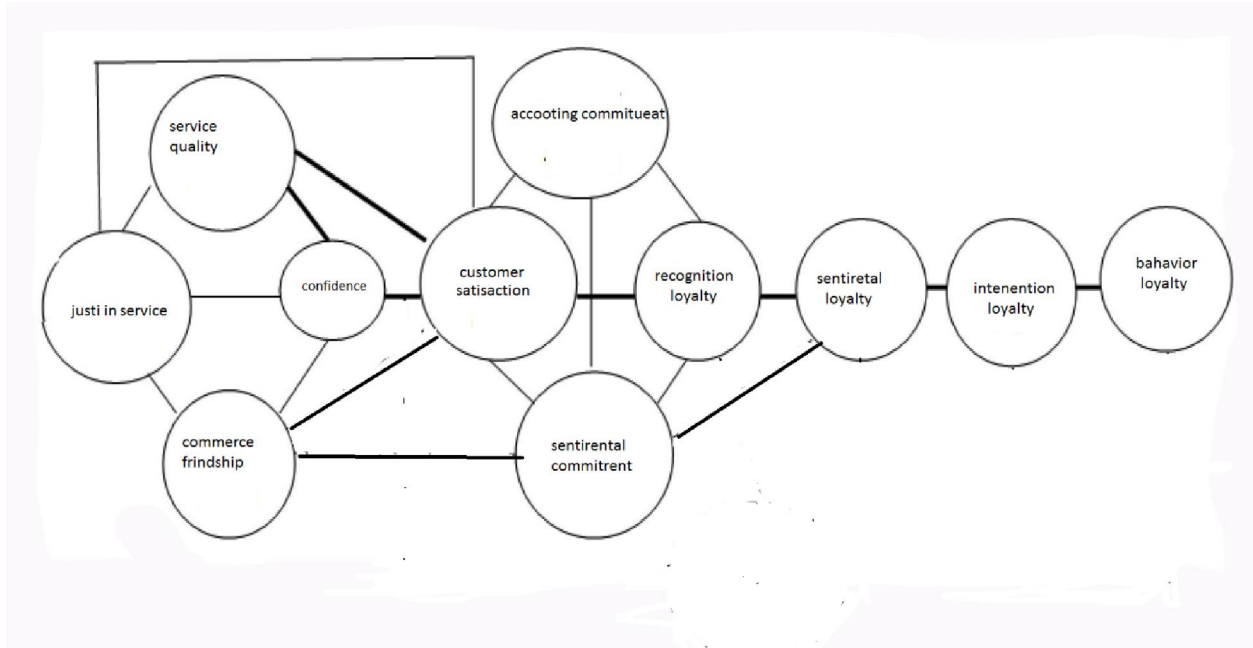 service
quality
accooting commitueat
justi in service
confidence
customer
satisaction
recognition
loyalty
sentiretal
loyalty
intenention
loyalty
bahavior
loyalty
commerce
frindship
sentirental
commitrent